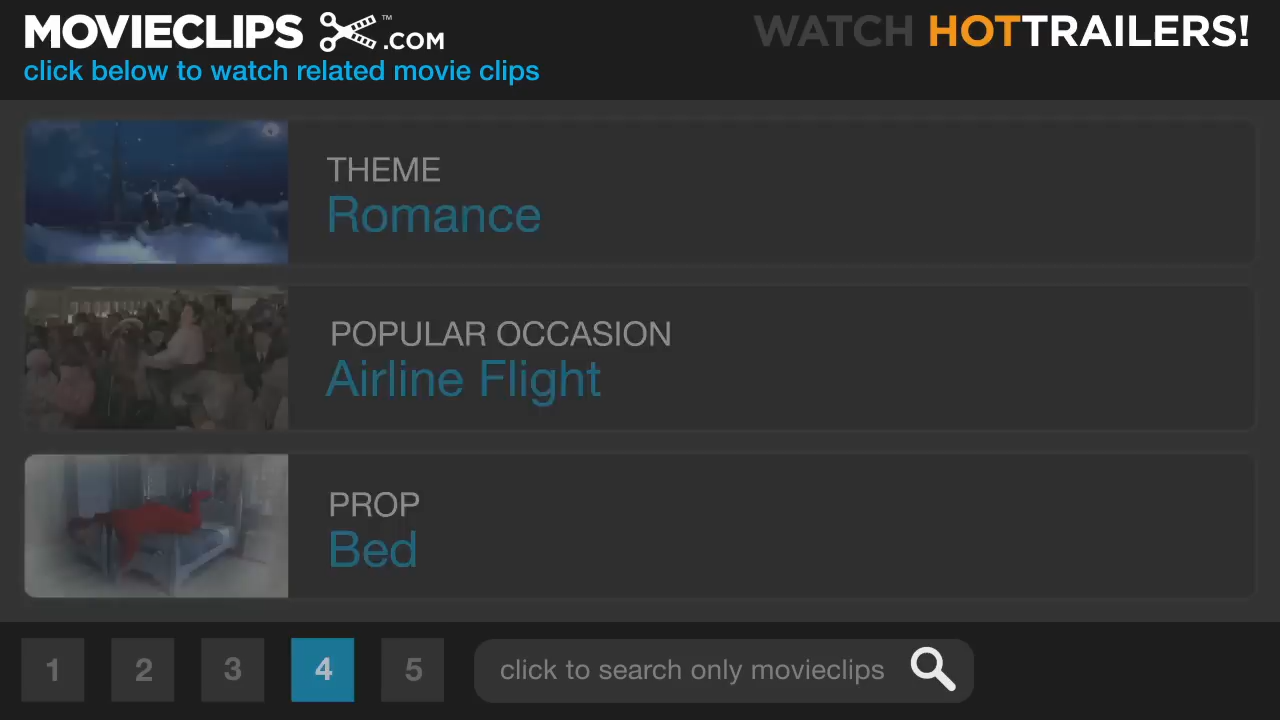 MOVIECLIPS ™ .COM
WATCH HOTTRAILERS!
click below to watch related movie clips
THEME
Romance
POPULAR OCCASION
Airline Flight
PROP
Bed
1 2 3 4 5
click to search only movieclips